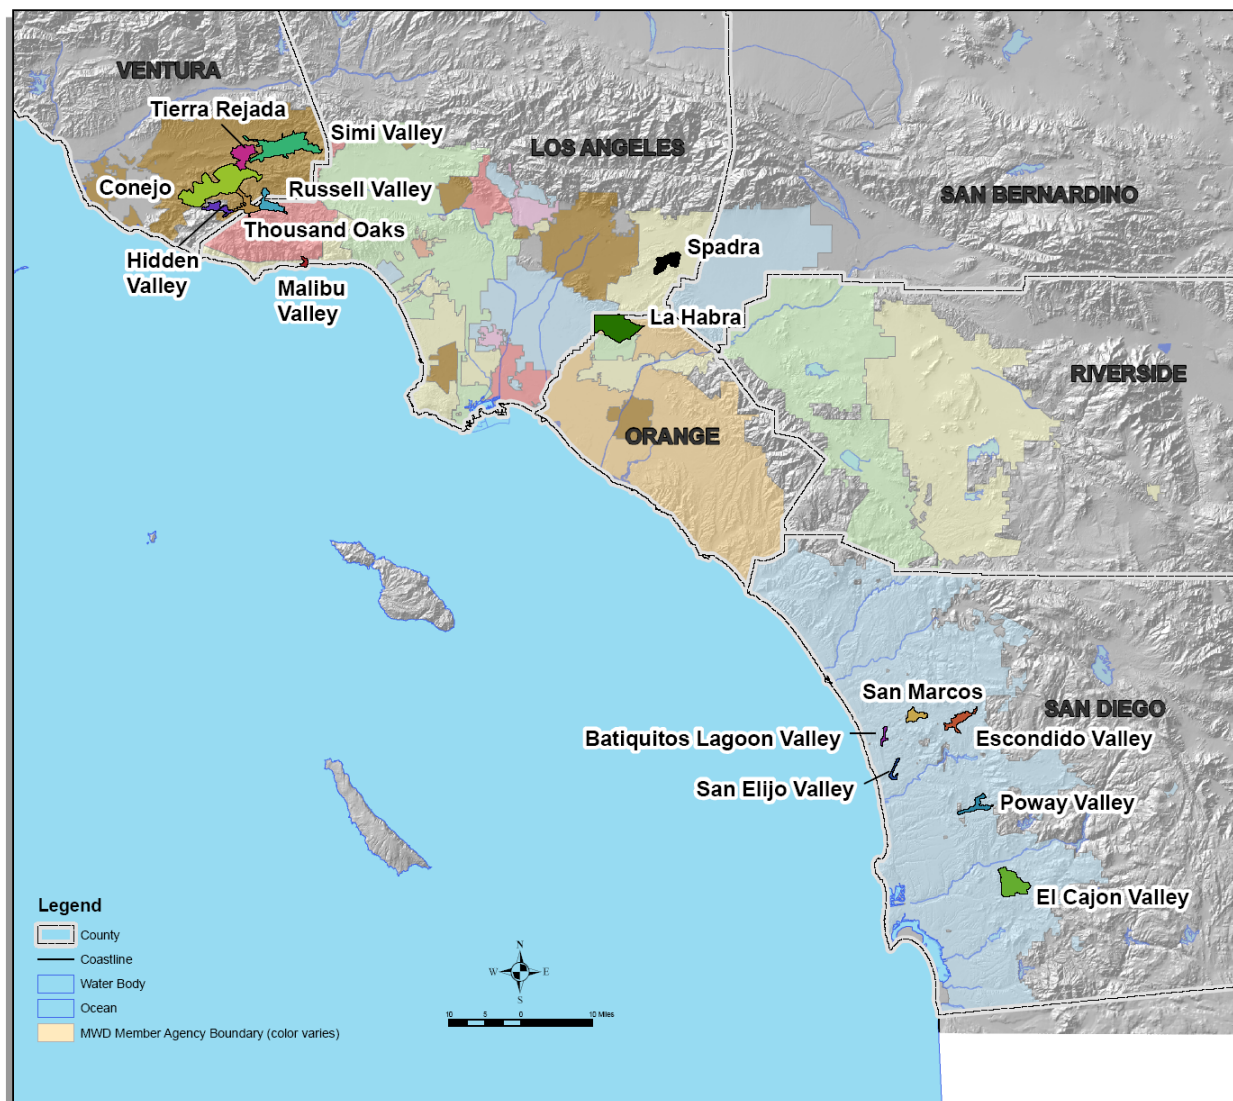 VENTURA
Tierra Rejada
Simi Valley
LOS ANGELES
SAN BERNARDINO
Conejo
Russell Valley
Thousand Oaks
Hidden
Valley
Malibu
Valley
Spadra
La Habra
RIVERSIDE
ORANGE
San Marcos
SAN DIEGO
Batiquitos Lagoon Valley
Escondido Valley
San Elijo Valley
Poway Valley
El Cajon Valley
Legend
County
Coastline
Water Body
Ocean
MWD Member Agency Boundary (color varies)
N
W
E
S
10 5 0 10 Miles